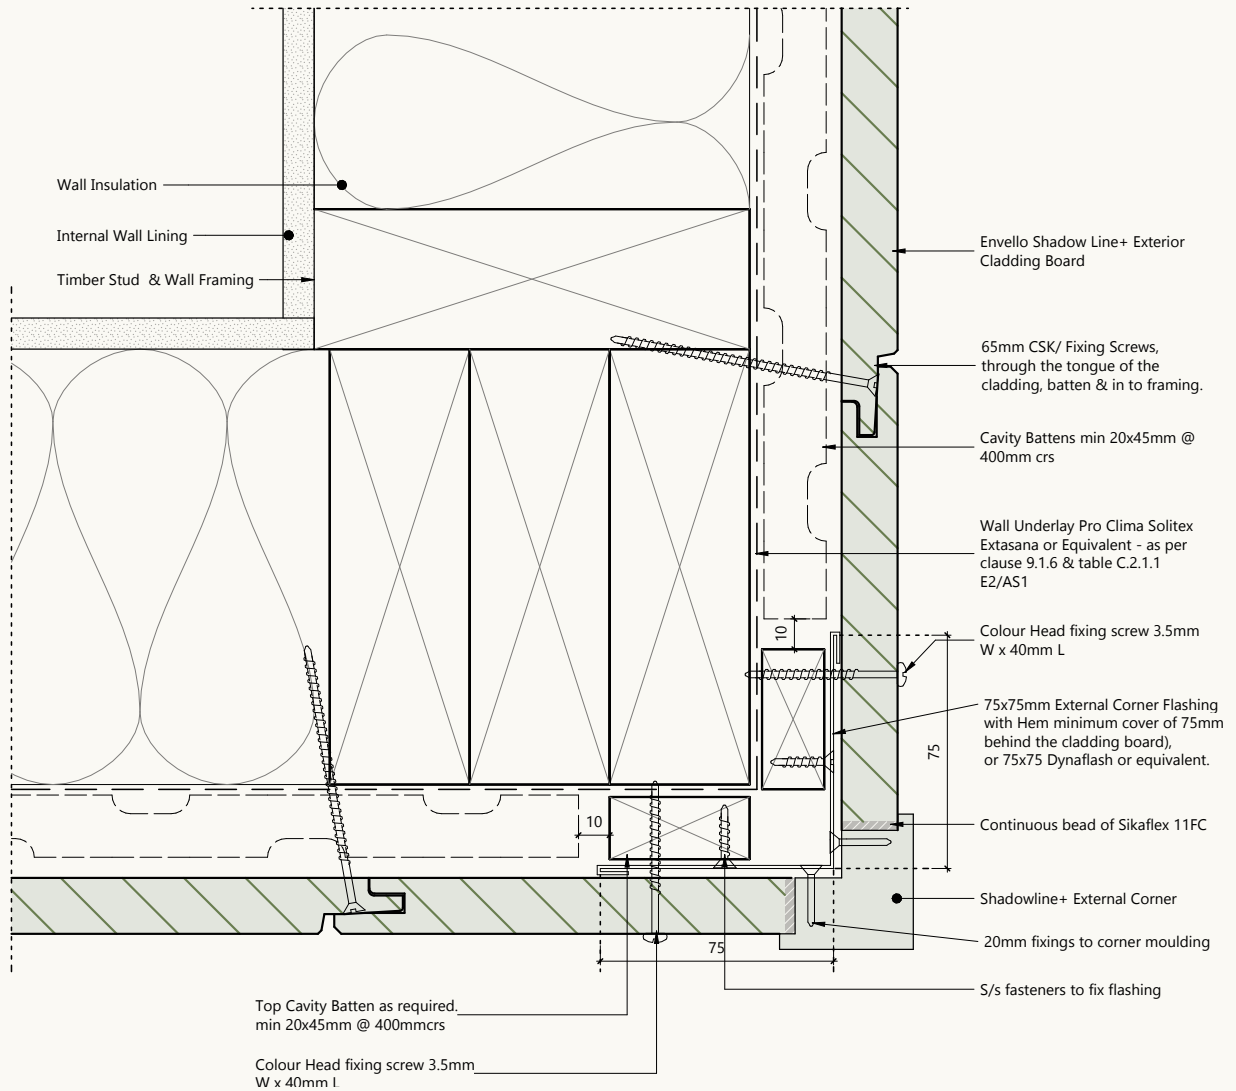 Wall Insulation
Internal Wall Lining
Timber Stud & Wall Framing
Envello Shadow Line+ Exterior
Cladding Board
65mm CSK/ Fixing Screws,
through the tongue of the
cladding, batten & in to framing.
Cavity Battens min 20x45mm @
400mm crs
Wall Underlay Pro Clima Solitex
Extasana or Equivalent - as per
clause 9.1.6 & table C.2.1.1
E2/AS1
10
Colour Head fixing screw 3.5mm
W x 40mm L
75x75mm External Corner Flashing
with Hem minimum cover of 75mm
behind the cladding board),
or 75x75 Dynaflash or equivalent.
75
10
Continuous bead of Sikaflex 11FC
Shadowline+ External Corner
20mm fixings to corner moulding
75
S/s fasteners to fix flashing
Top Cavity Batten as required.
min 20x45mm @ 400mmcrs
Colour Head fixing screw 3.5mm
W x 40mm L